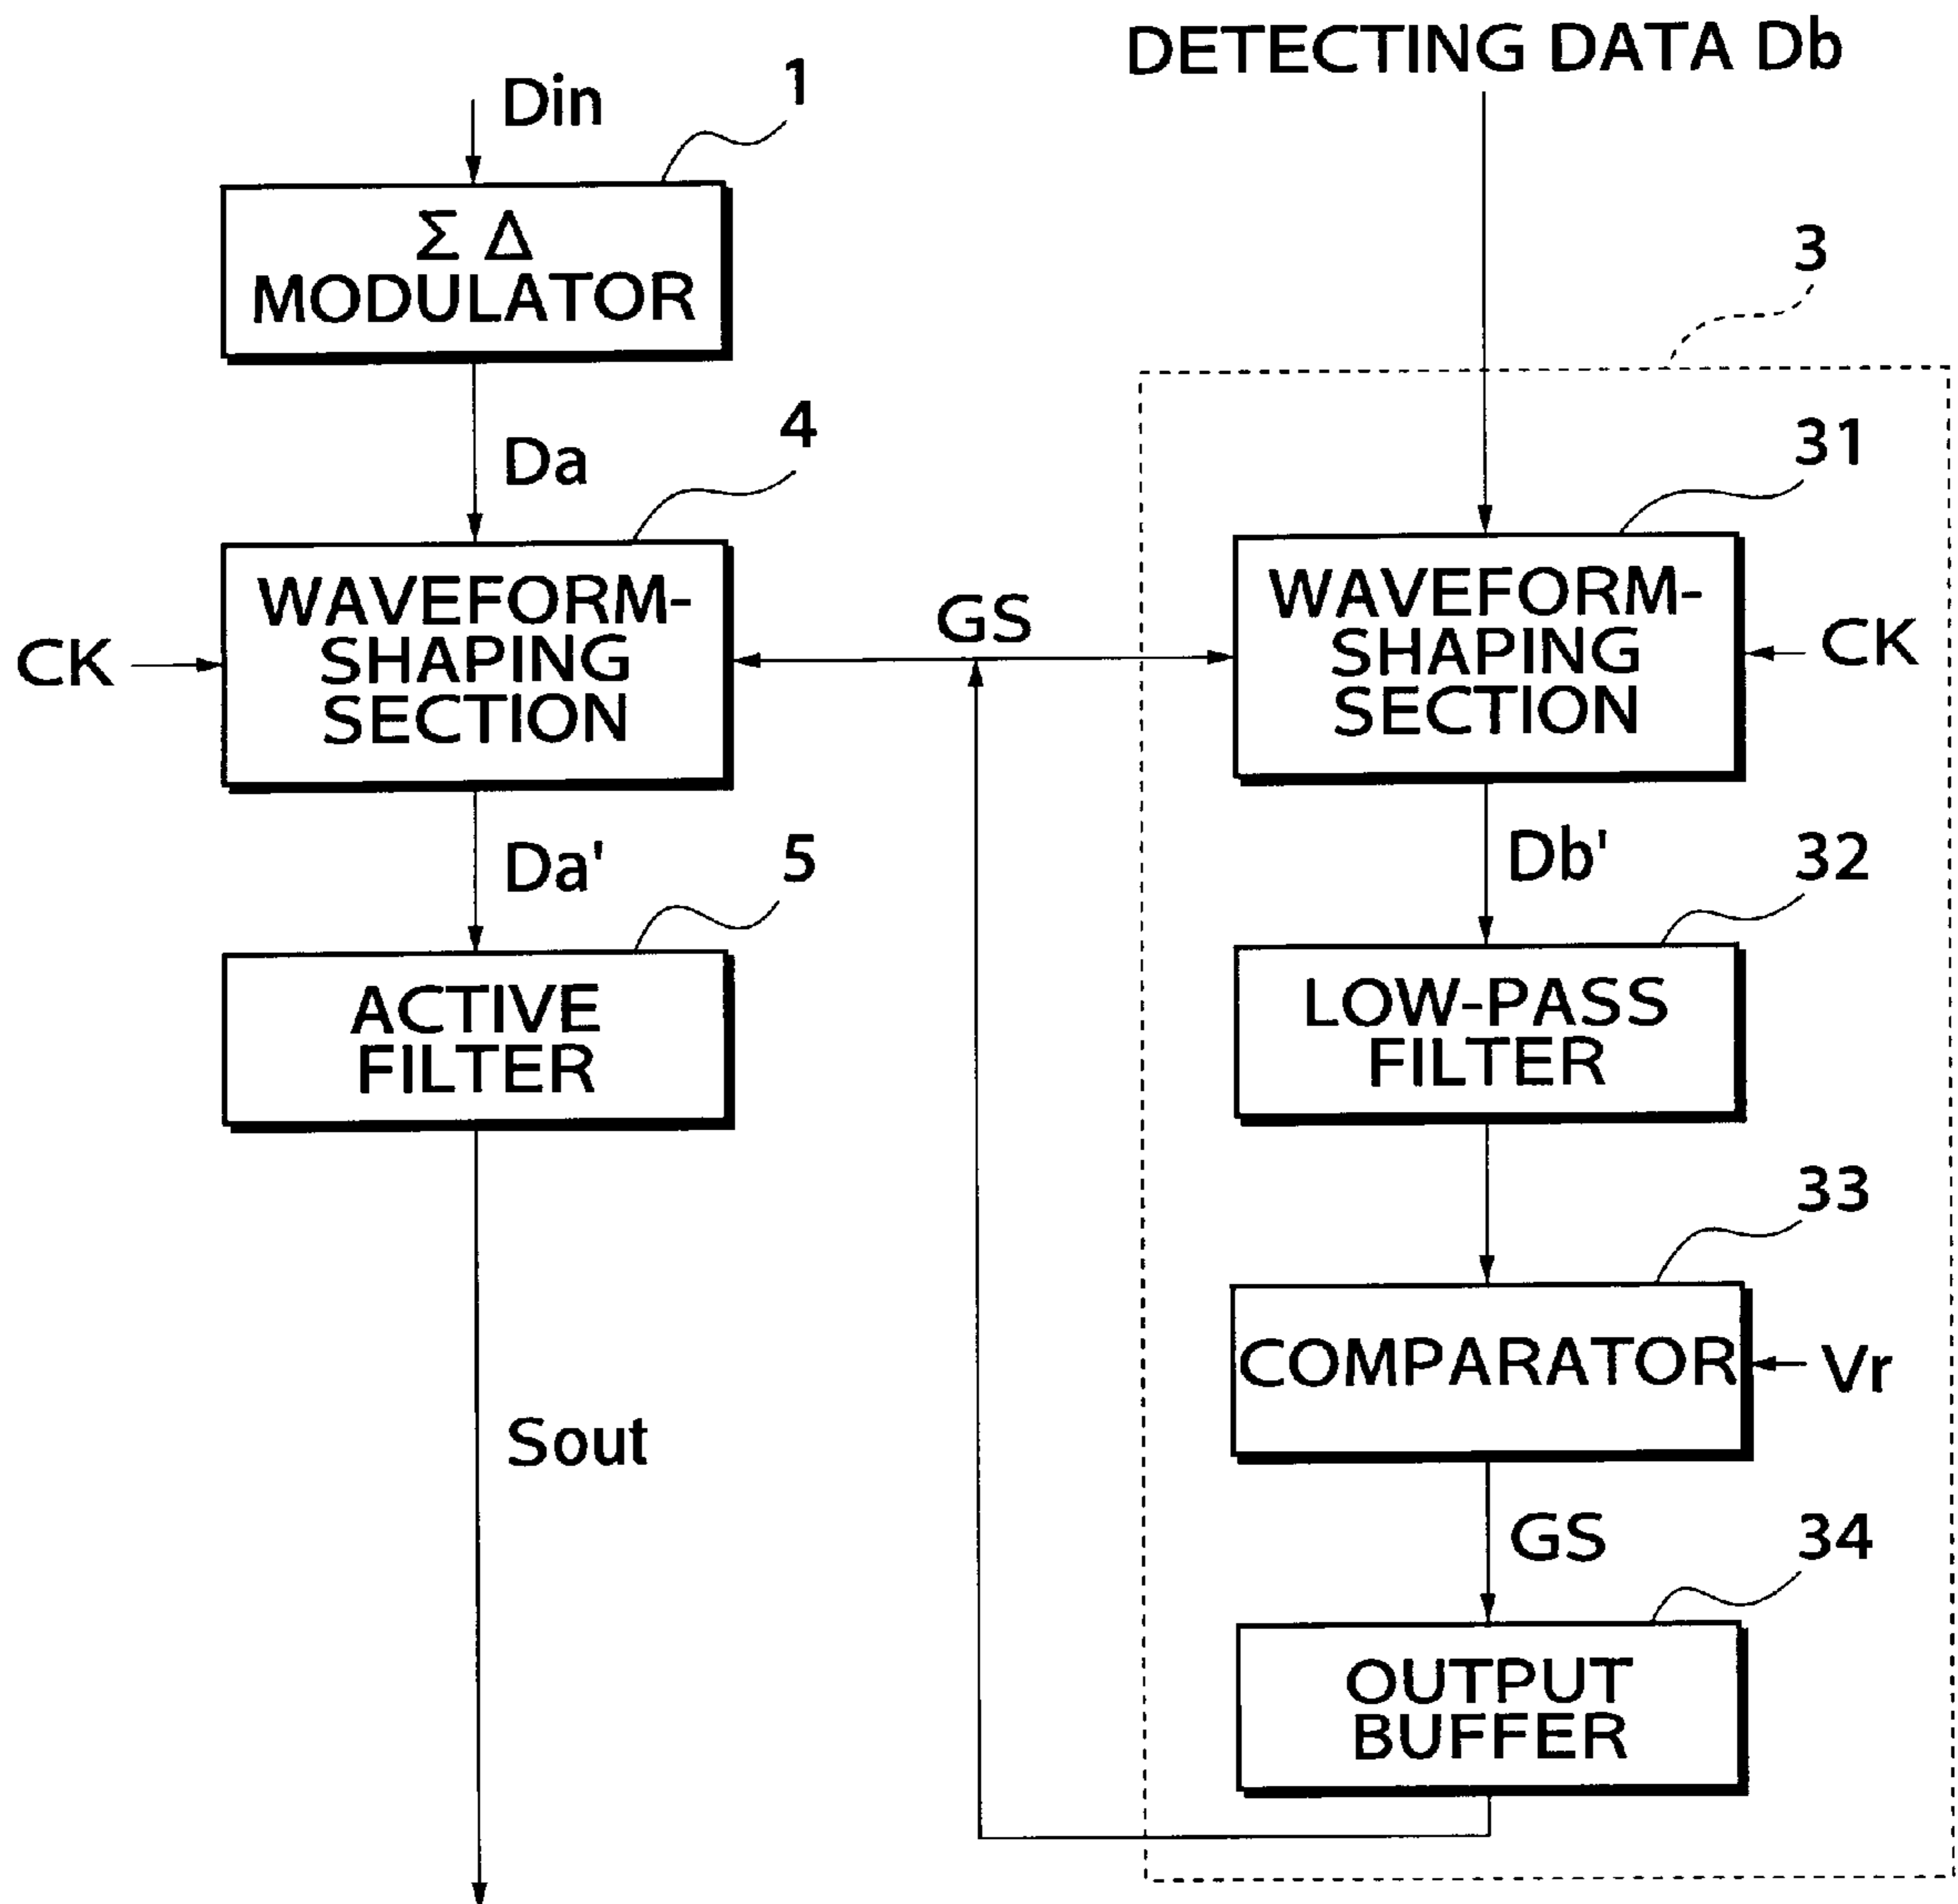 DETECTING DATA Db
Din
1
Σ Δ
MODULATOR
3
Da
4
31
WAVEFORM-
SHAPING
SECTION
CK
GS
WAVEFORM-
SHAPING
SECTION
CK
Da'
5
Db'
32
ACTIVE
FILTER
LOW-PASS
FILTER
33
COMPARATOR
Vr
Sout
GS
34
OUTPUT
BUFFER